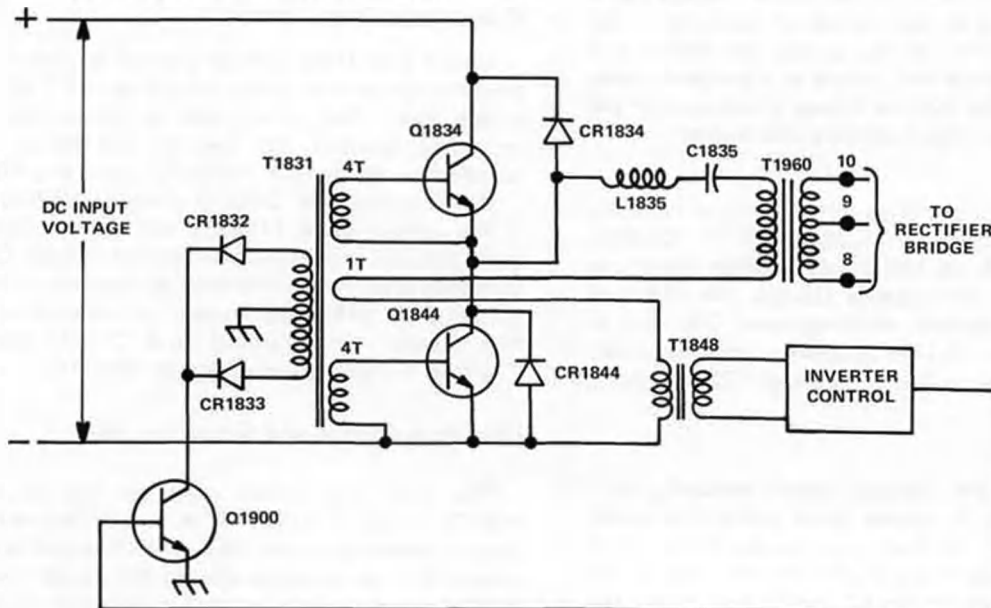 +
Q1834
CR1834
T1831
4T
C1835
T1960
10
9
8
L1835
TO
RECTIFIER
BRIDGE
DC INPUT
VOLTAGE
CR1832
1T
Q1844
T1848
4T
CR1844
INVERTER
CONTROL
CR1833
—
Q1900